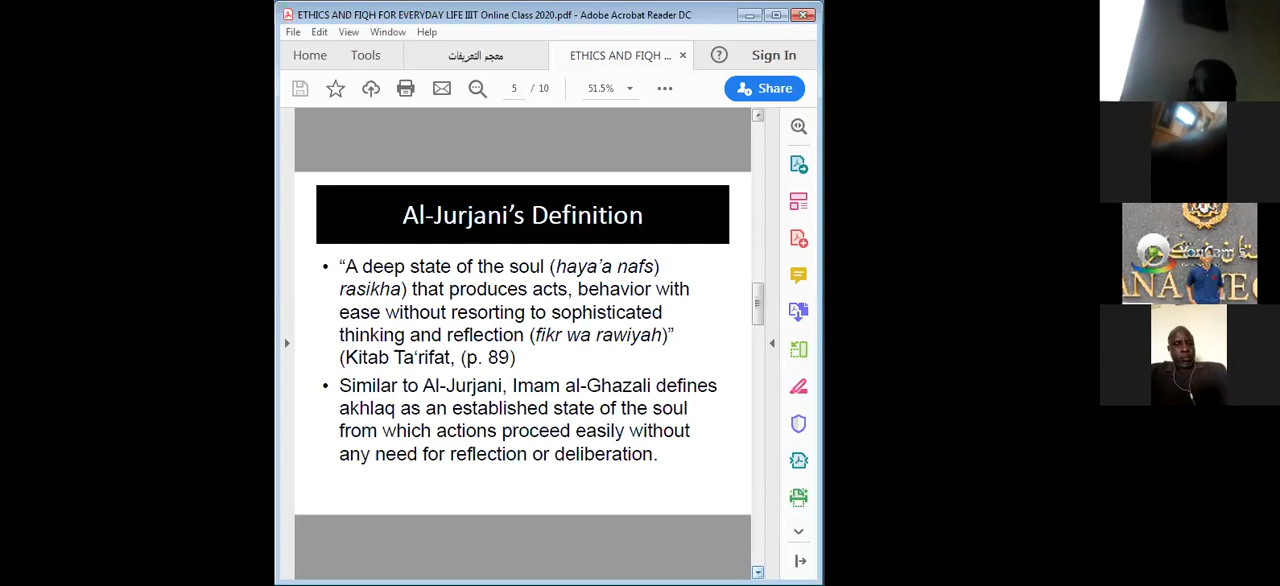 ETHICS AND FIQH FOR EVERYDAY LIFE IIIT Online Class 2020.pdf - Adobe Acrobat Reader DC
File Edit View Window Help
Home Tools معجم التعريفات ETHICS AND FIQH ... × ? Sign In
5 / 10 51.5% Share
Al-Jurjani’s Definition
• “A deep state of the soul (haya’a nafs)
rasikha) that produces acts, behavior with
ease without resorting to sophisticated
thinking and reflection (fikr wa rawiyah)”
(Kitab Ta‘rifat, (p. 89)
• Similar to Al-Jurjani, Imam al-Ghazali defines
akhlaq as an established state of the soul
from which actions proceed easily without
any need for reflection or deliberation.